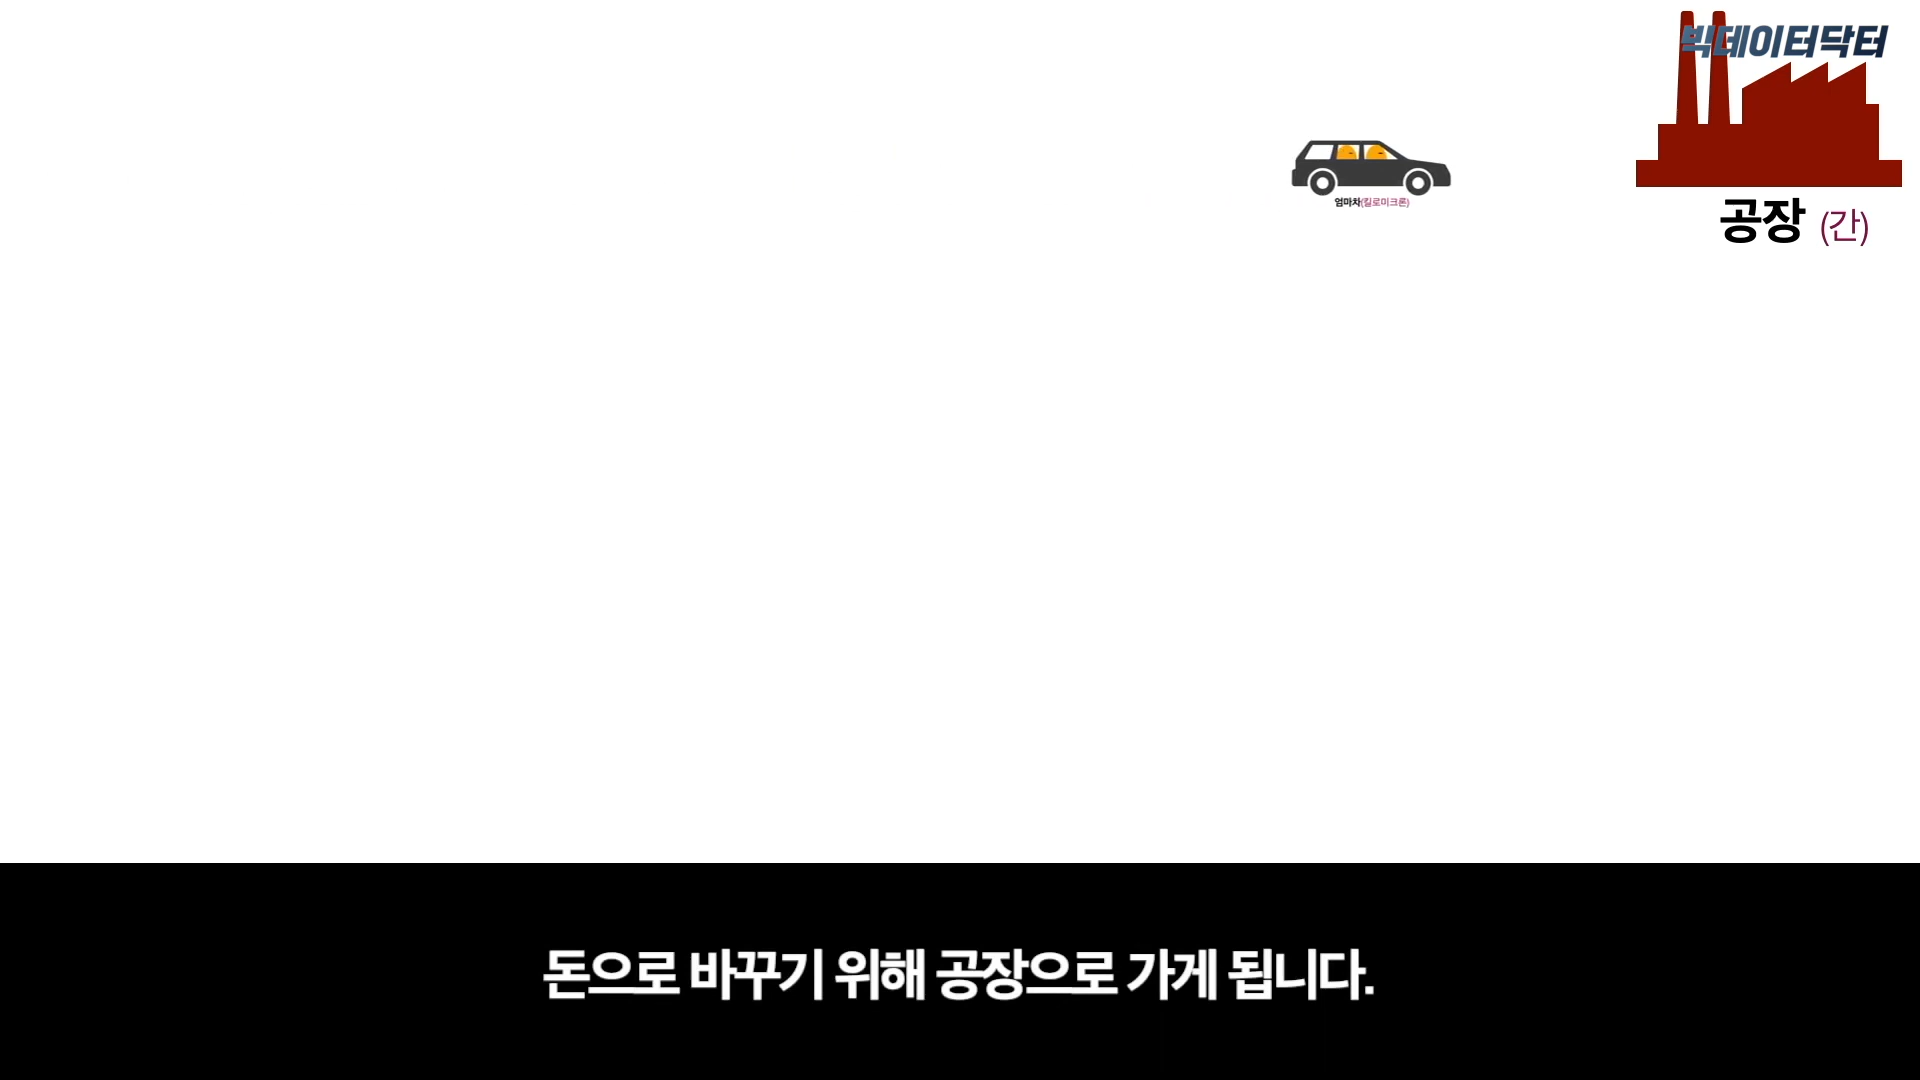 빅데이터닥터
엄마차(킬로미크론)
공장 (간)
돈으로 바꾸기 위해 공장으로 가게 됩니다.